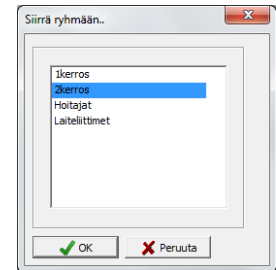 Siirrä ryhmään..
1kerros
2kerros
Hoitajat
Laiteliittimet
OK
Peruuta